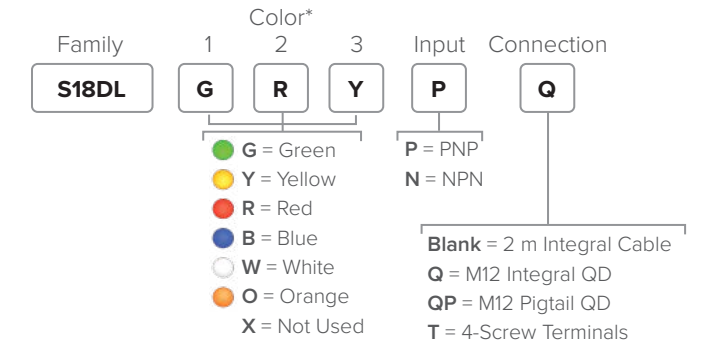 Color*
Family 1 2 3 Input Connection
S18DL G R Y P Q
G = Green
Y = Yellow
R = Red
B = Blue
W = White
O = Orange
X = Not Used
P = PNP
N = NPN
Blank = 2 m Integral Cable
Q = M12 Integral QD
QP = M12 Pigtail QD
T = 4-Screw Terminals